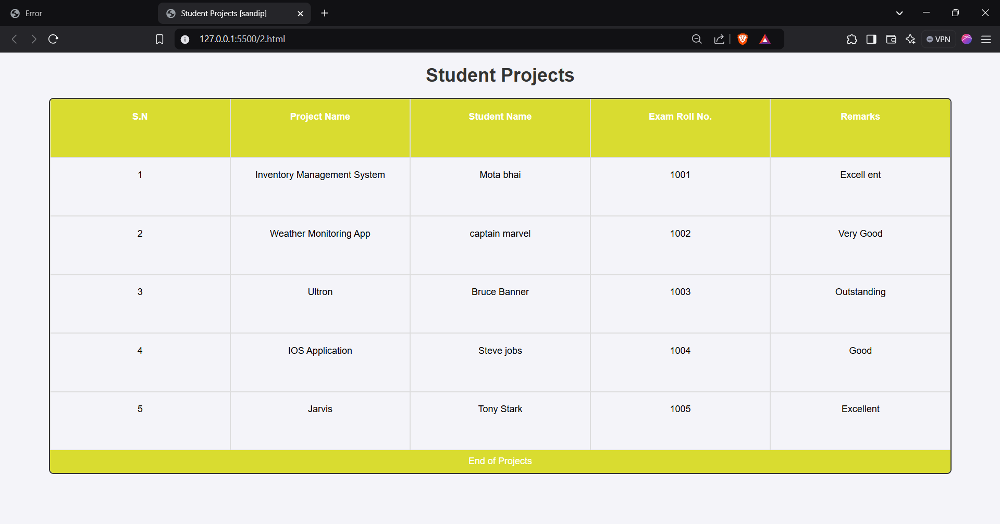 Error
Student Projects [sandip]
127.0.0.1:5500/2.html
VPN
Student Projects
S.N Project Name Student Name Exam Roll No. Remarks
1 Inventory Management System Mota bhai 1001 Excell ent
2 Weather Monitoring App captain marvel 1002 Very Good
3 Ultron Bruce Banner 1003 Outstanding
4 IOS Application Steve jobs 1004 Good
5 Jarvis Tony Stark 1005 Excellent
End of Projects